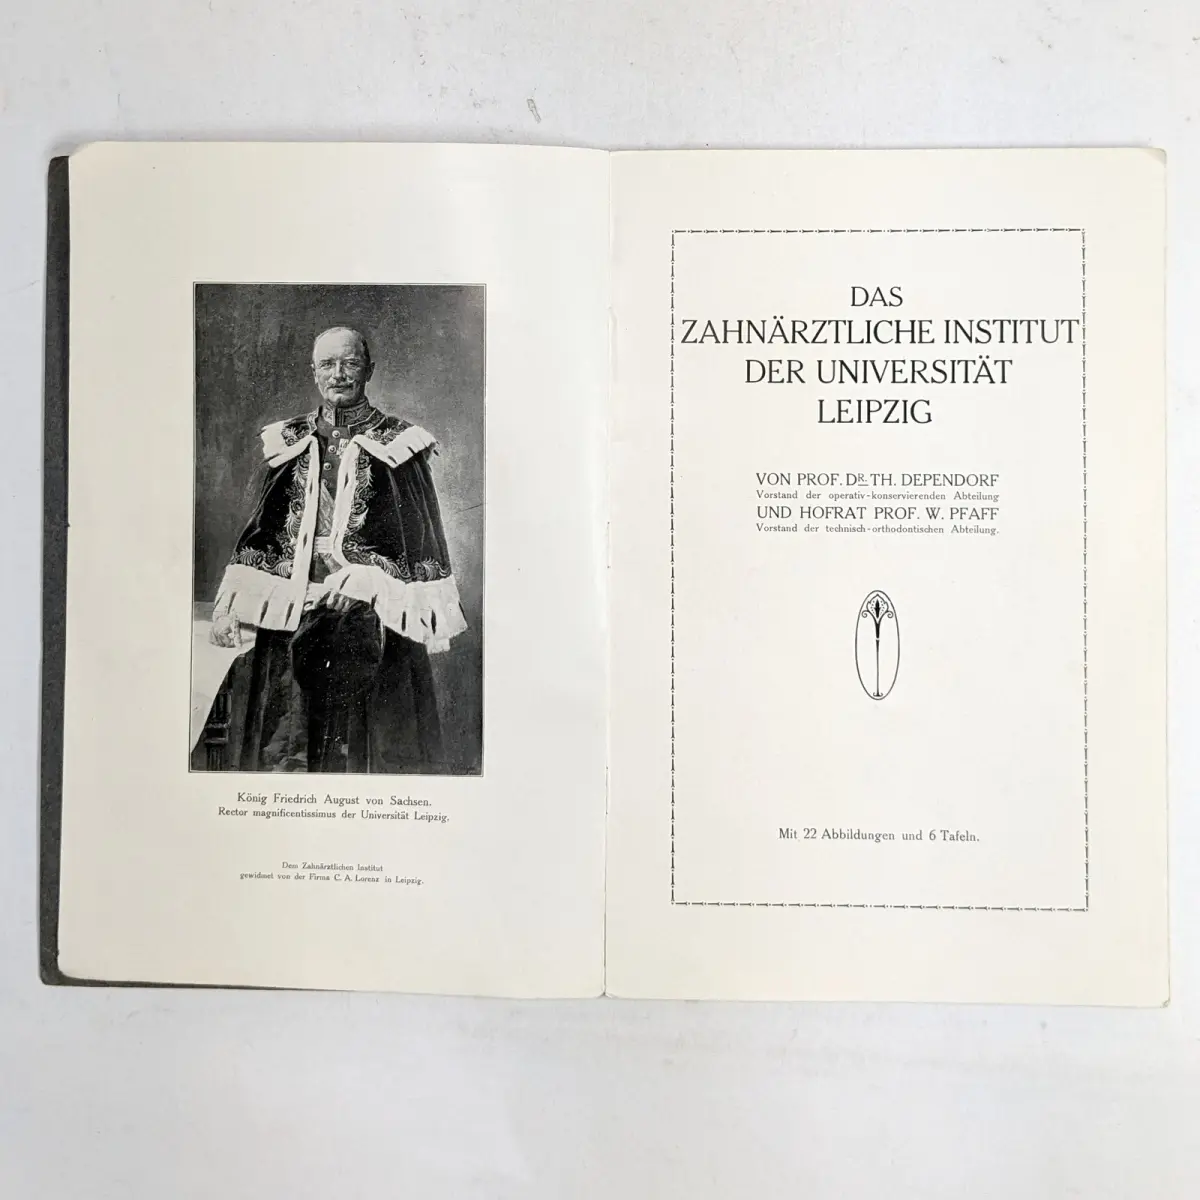 König Friedrich August von Sachsen.
Rector magnificentissimus der Universität Leipzig.
Dem Zahnärztlichen Institut
gewidmet von der Firma C. A. Lorenz in Leipzig.
DAS
ZAHNÄRZTLICHE INSTITUT
DER UNIVERSITÄT
LEIPZIG
VON PROF. DR. TH. DEPENDORF
Vorstand der operativ-konservierenden Abteilung
UND HOFRAT PROF. W. PFAFF
Vorstand der technisch-orthodontischen Abteilung.
Mit 22 Abbildungen und 6 Tafeln.